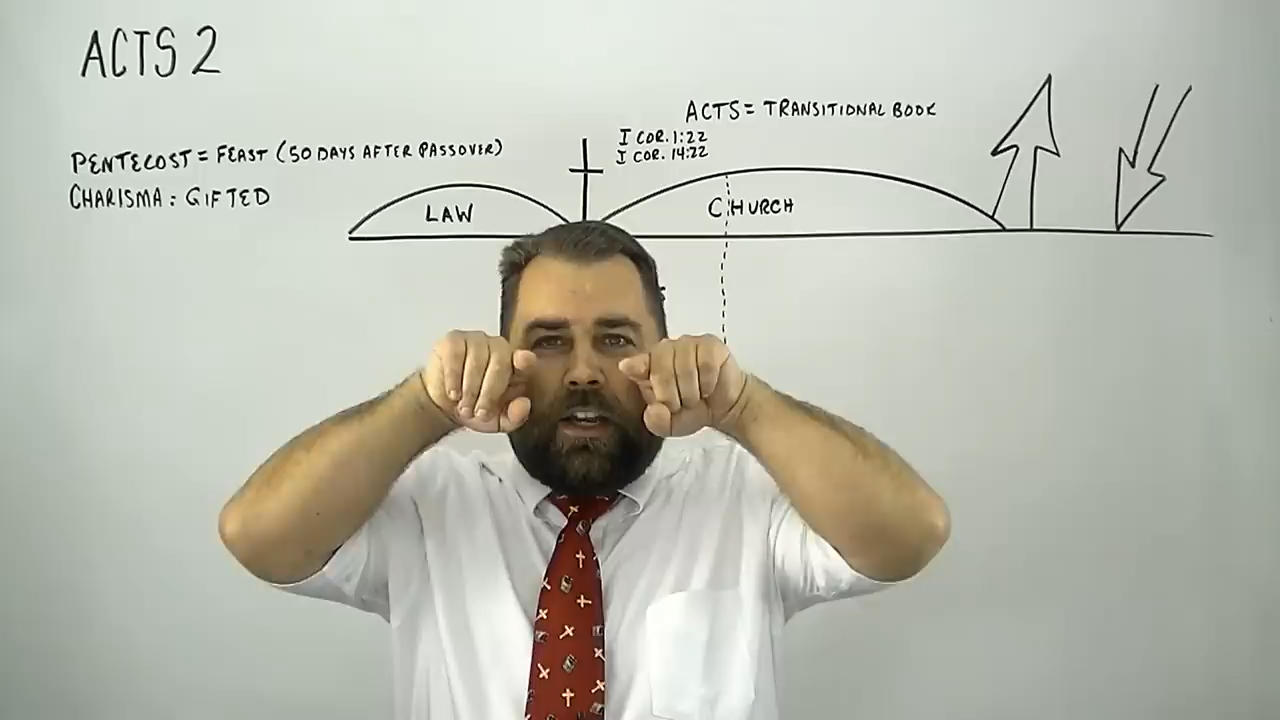 ACTS 2
ACTS = TRANSITIONAL BOOK
I COR. 1:22
I COR. 14:22
PENTECOST = FEAST (50 DAYS AFTER PASSOVER)
CHARISMA : GIFTED
LAW
CHURCH